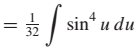 = 1/32 ∫ sin⁴ u du